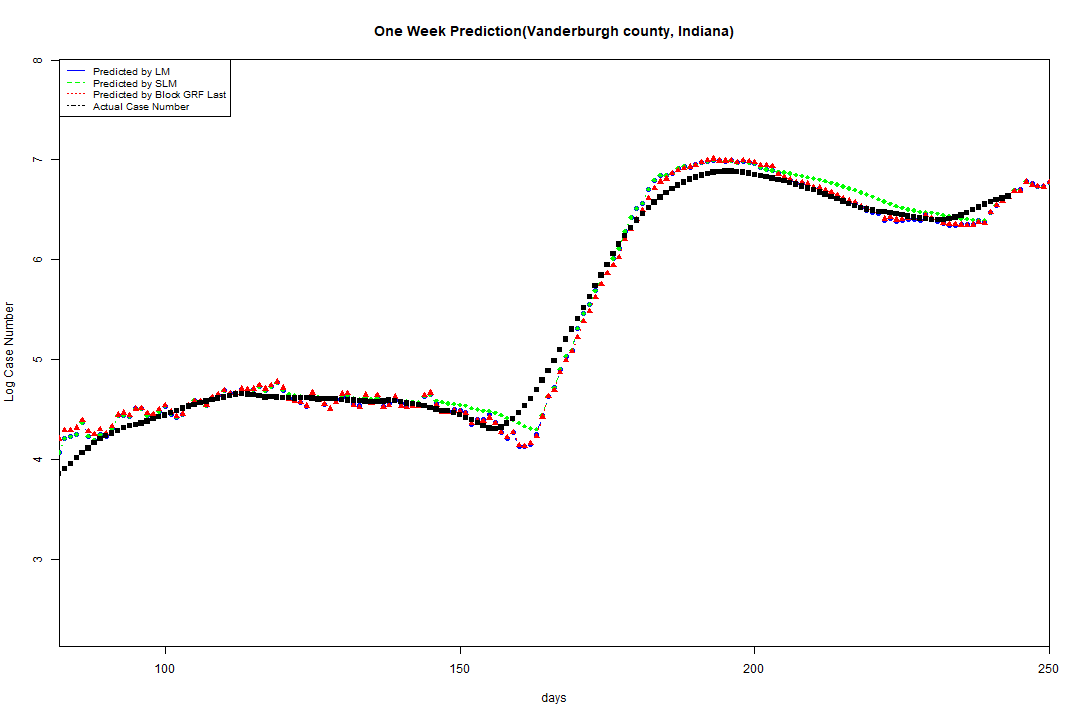 One Week Prediction(Vanderburgh county, Indiana)
Predicted by LM
Predicted by SLM
Predicted by Block GRF Last
Actual Case Number
8
7
6
5
4
3
Log Case Number
100 150 200 250
days